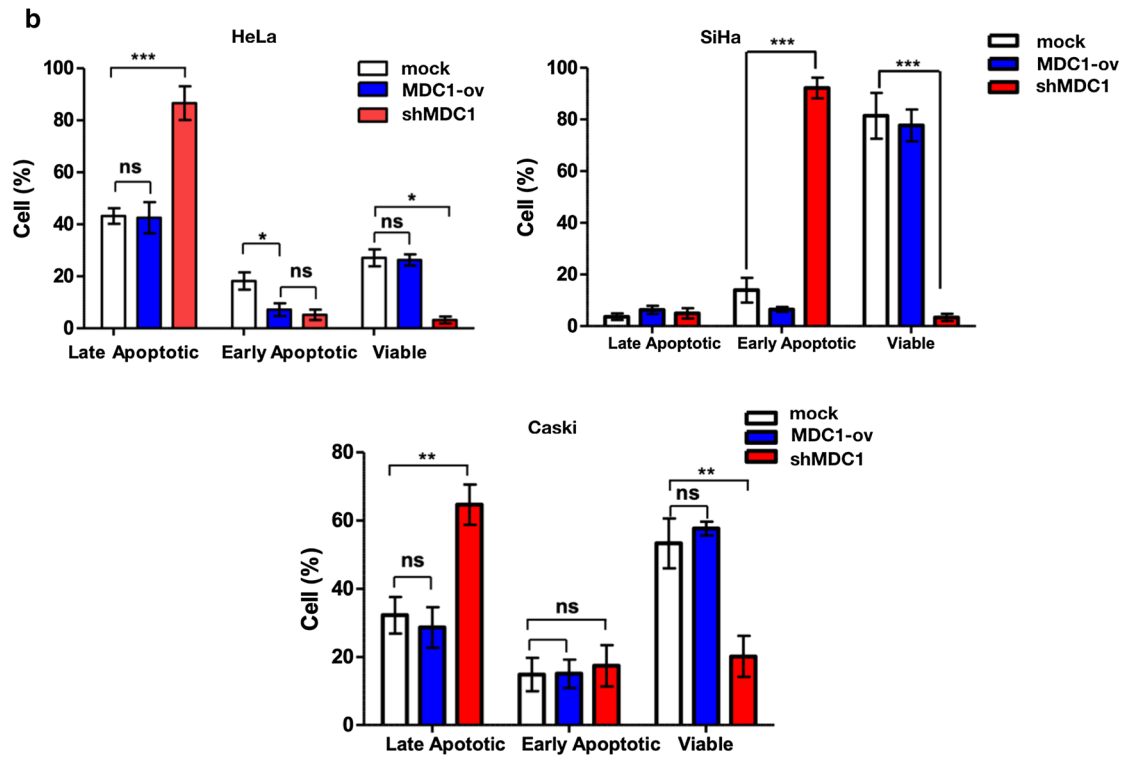 b
HeLa
mock
MDC1-ov
shMDC1
Cell (%)
100
80
60
40
20
0
***
ns
*
ns
*
ns
Late Apoptotic Early Apoptotic Viable
SiHa
mock
MDC1-ov
shMDC1
Cell (%)
100
80
60
40
20
0
***
***
Late Apoptotic Early Apoptotic Viable
Caski
mock
MDC1-ov
shMDC1
Cell (%)
80
60
40
20
0
**
ns
ns
**
ns
Late Apototic Early Apoptotic Viable